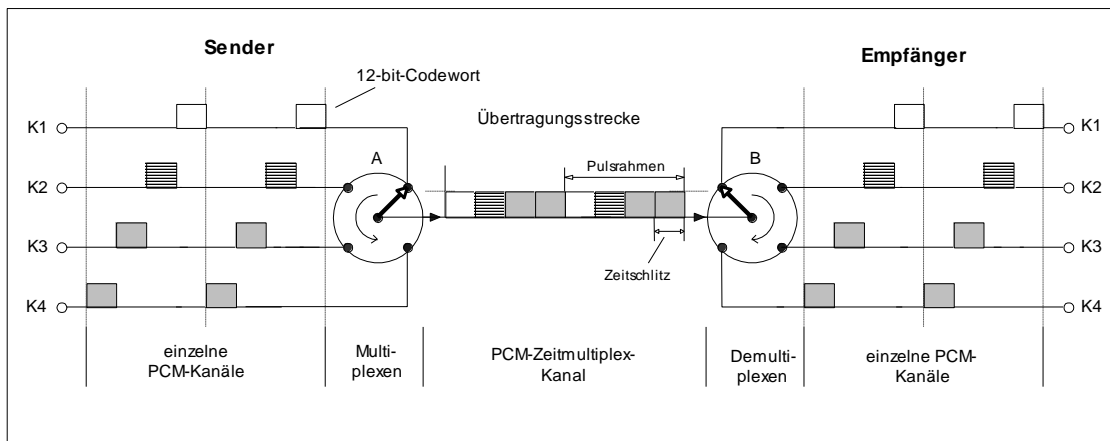 Sender
Empfänger
12-bit-Codewort
Übertragungsstrecke
K1
K2
K3
K4
A
Pulsrahmen
Zeitschlitz
B
K1
K2
K3
K4
einzelne
PCM-Kanäle
Multi-
plexen
PCM-Zeitmultiplex-
Kanal
Demulti-
plexen
einzelne PCM-
Kanäle